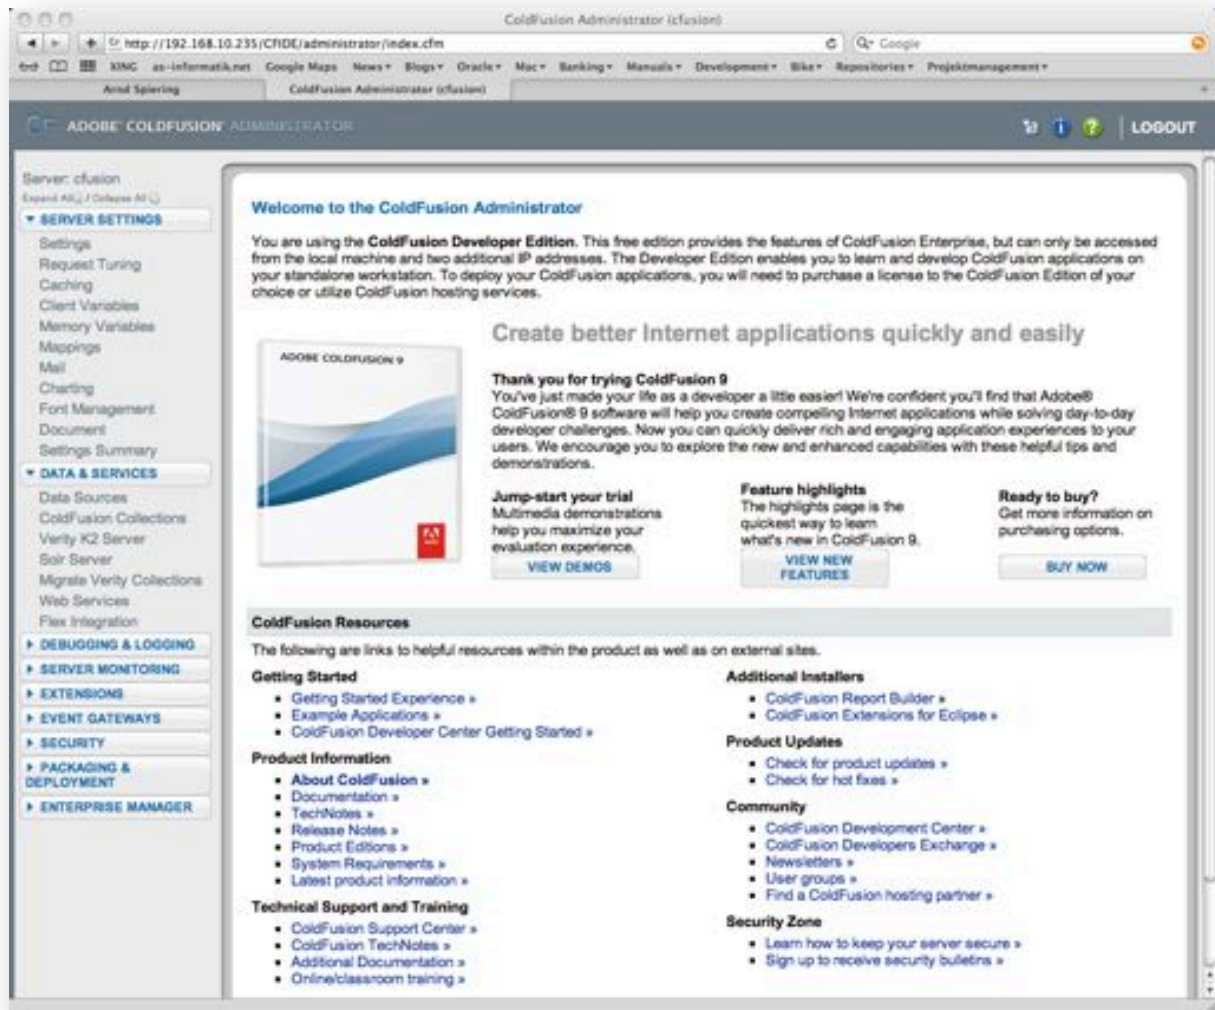 ColdFusion Administrator (cfusion)
http://192.168.10.235/CFIDE/administrator/index.cfm
Google
XING as-informatik.net Google Maps News Blogs Oracle Mac Banking Manuals Development Bike Repositories Projektmanagement
Arnd Spiering
ColdFusion Administrator (cfusion)
ADOBE® COLDFUSION® ADMINISTRATOR
LOGOUT
Server: cfusion
Expand All / Collapse All
SERVER SETTINGS
Settings
Request Tuning
Caching
Client Variables
Memory Variables
Mappings
Mail
Charting
Font Management
Document
Settings Summary
DATA & SERVICES
Data Sources
ColdFusion Collections
Verity K2 Server
Solr Server
Migrate Verity Collections
Web Services
Flex Integration
DEBUGGING & LOGGING
SERVER MONITORING
EXTENSIONS
EVENT GATEWAYS
SECURITY
PACKAGING &
DEPLOYMENT
ENTERPRISE MANAGER
Welcome to the ColdFusion Administrator
You are using the ColdFusion Developer Edition. This free edition provides the features of ColdFusion Enterprise, but can only be accessed
from the local machine and two additional IP addresses. The Developer Edition enables you to learn and develop ColdFusion applications on
your standalone workstation. To deploy your ColdFusion applications, you will need to purchase a license to the ColdFusion Edition of your
choice or utilize ColdFusion hosting services.
ADOBE COLDFUSION 9
Create better Internet applications quickly and easily
Thank you for trying ColdFusion 9
You've just made your life as a developer a little easier! We're confident you'll find that Adobe®
ColdFusion® 9 software will help you create compelling Internet applications while solving day-to-day
developer challenges. Now you can quickly deliver rich and engaging application experiences to your
users. We encourage you to explore the new and enhanced capabilities with these helpful tips and
demonstrations.
Jump-start your trial
Multimedia demonstrations
help you maximize your
evaluation experience.
VIEW DEMOS
Feature highlights
The highlights page is the
quickest way to learn
what's new in ColdFusion 9.
VIEW NEW
FEATURES
Ready to buy?
Get more information on
purchasing options.
BUY NOW
ColdFusion Resources
The following are links to helpful resources within the product as well as on external sites.
Getting Started
Getting Started Experience »
Example Applications »
ColdFusion Developer Center Getting Started »
Product Information
About ColdFusion »
Documentation »
TechNotes »
Release Notes »
Product Editions »
System Requirements »
Latest product information »
Technical Support and Training
ColdFusion Support Center »
ColdFusion TechNotes »
Additional Documentation »
Online/classroom training »
Additional Installers
ColdFusion Report Builder »
ColdFusion Extensions for Eclipse »
Product Updates
Check for product updates »
Check for hot fixes »
Community
ColdFusion Development Center »
ColdFusion Developers Exchange »
Newsletters »
User groups »
Find a ColdFusion hosting partner »
Security Zone
Learn how to keep your server secure »
Sign up to receive security bulletins »